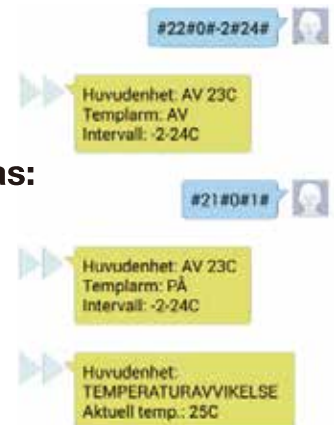 #22#0#-2#24#
Huvudenhet: AV 23C
Templarm: AV
Intervall: -2-24C
as:
#21#0#1#
Huvudenhet: AV 23C
Templarm: PÅ
Intervall: -2-24C
Huvudenhet:
TEMPERATURAVVIKELSE
Aktuell temp.: 25C